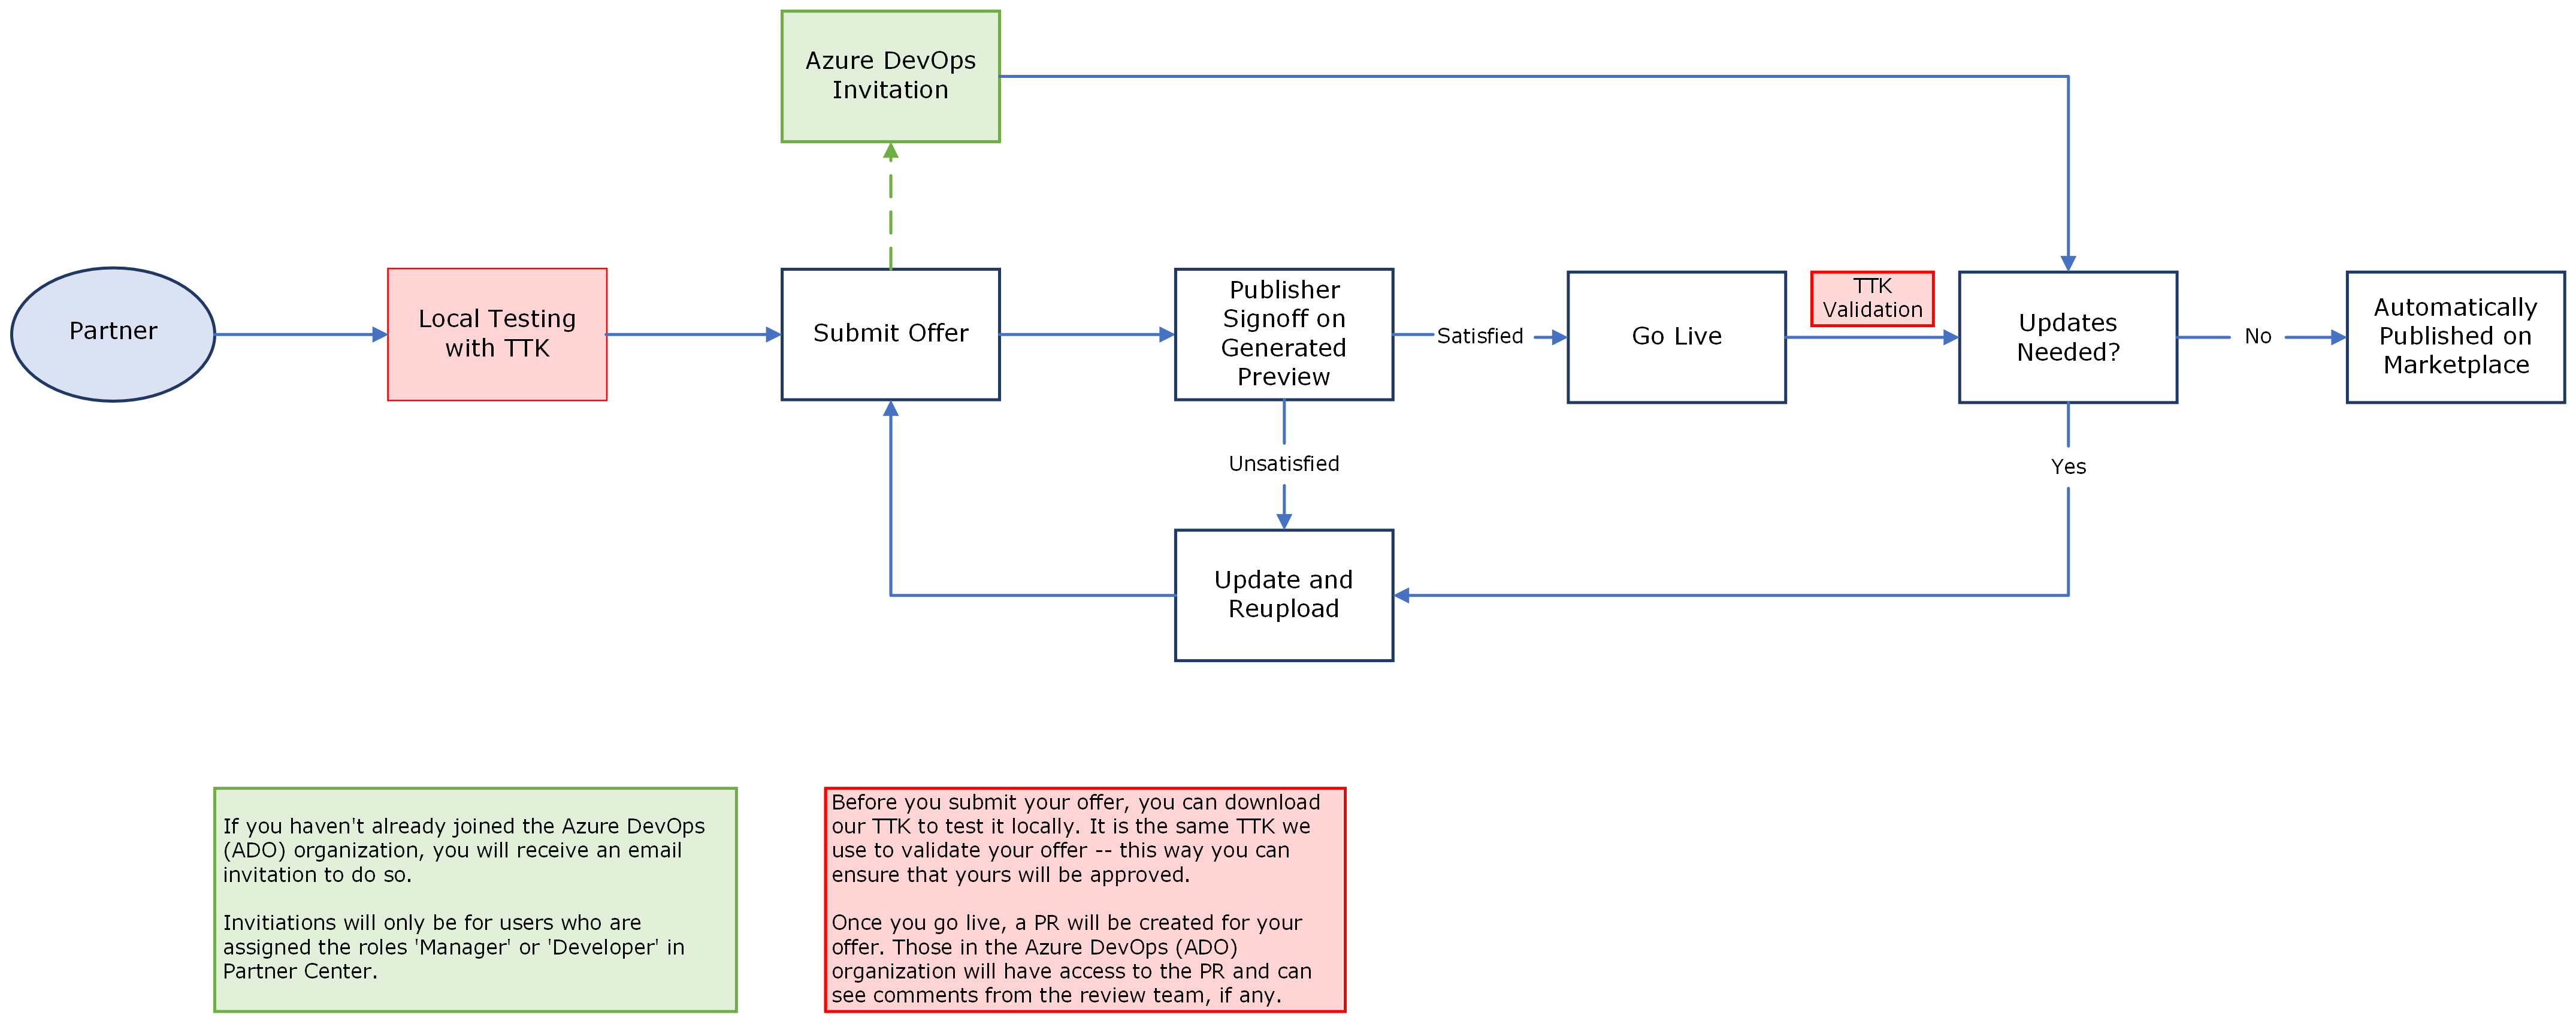 Azure DevOps
Invitation
Partner
Local Testing
with TTK
Submit Offer
Publisher
Signoff on
Generated
Preview
Satisfied
Go Live
TTK
Validation
Updates
Needed?
No
Automatically
Published on
Marketplace
Unsatisfied
Yes
Update and
Reupload
If you haven't already joined the Azure DevOps
(ADO) organization, you will receive an email
invitation to do so.
Invitiations will only be for users who are
assigned the roles 'Manager' or 'Developer' in
Partner Center.
Before you submit your offer, you can download
our TTK to test it locally. It is the same TTK we
use to validate your offer -- this way you can
ensure that yours will be approved.
Once you go live, a PR will be created for your
offer. Those in the Azure DevOps (ADO)
organization will have access to the PR and can
see comments from the review team, if any.